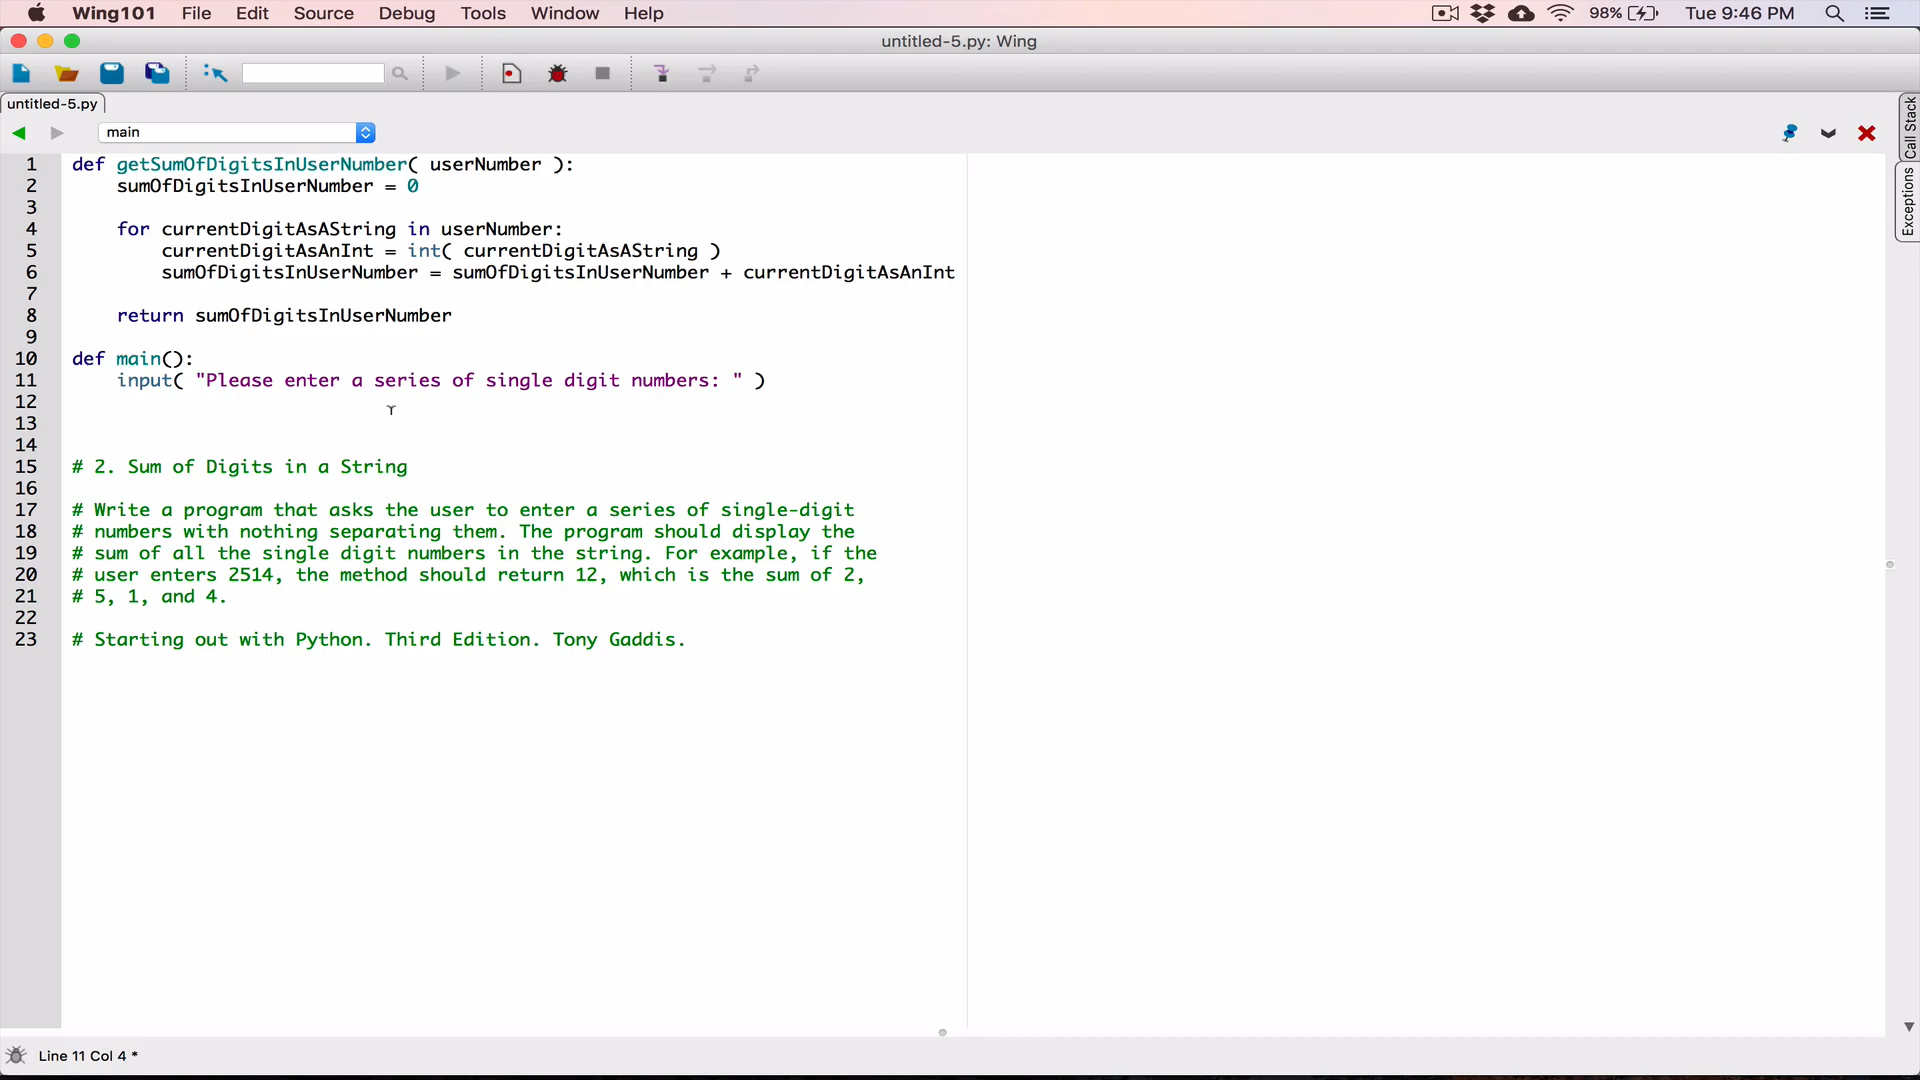 Wing101 File Edit Source Debug Tools Window Help 98% Tue 9:46 PM
untitled-5.py: Wing
untitled-5.py
main
Call Stack
Exceptions
1 def getSumOfDigitsInUserNumber( userNumber ):
2 sumOfDigitsInUserNumber = 0
3
4 for currentDigitAsAString in userNumber:
5 currentDigitAsAnInt = int( currentDigitAsAString )
6 sumOfDigitsInUserNumber = sumOfDigitsInUserNumber + currentDigitAsAnInt
7
8 return sumOfDigitsInUserNumber
9
10 def main():
11 input( "Please enter a series of single digit numbers: " )
12
13
14
15 # 2. Sum of Digits in a String
16
17 # Write a program that asks the user to enter a series of single-digit
18 # numbers with nothing separating them. The program should display the
19 # sum of all the single digit numbers in the string. For example, if the
20 # user enters 2514, the method should return 12, which is the sum of 2,
21 # 5, 1, and 4.
22
23 # Starting out with Python. Third Edition. Tony Gaddis.
Line 11 Col 4 *